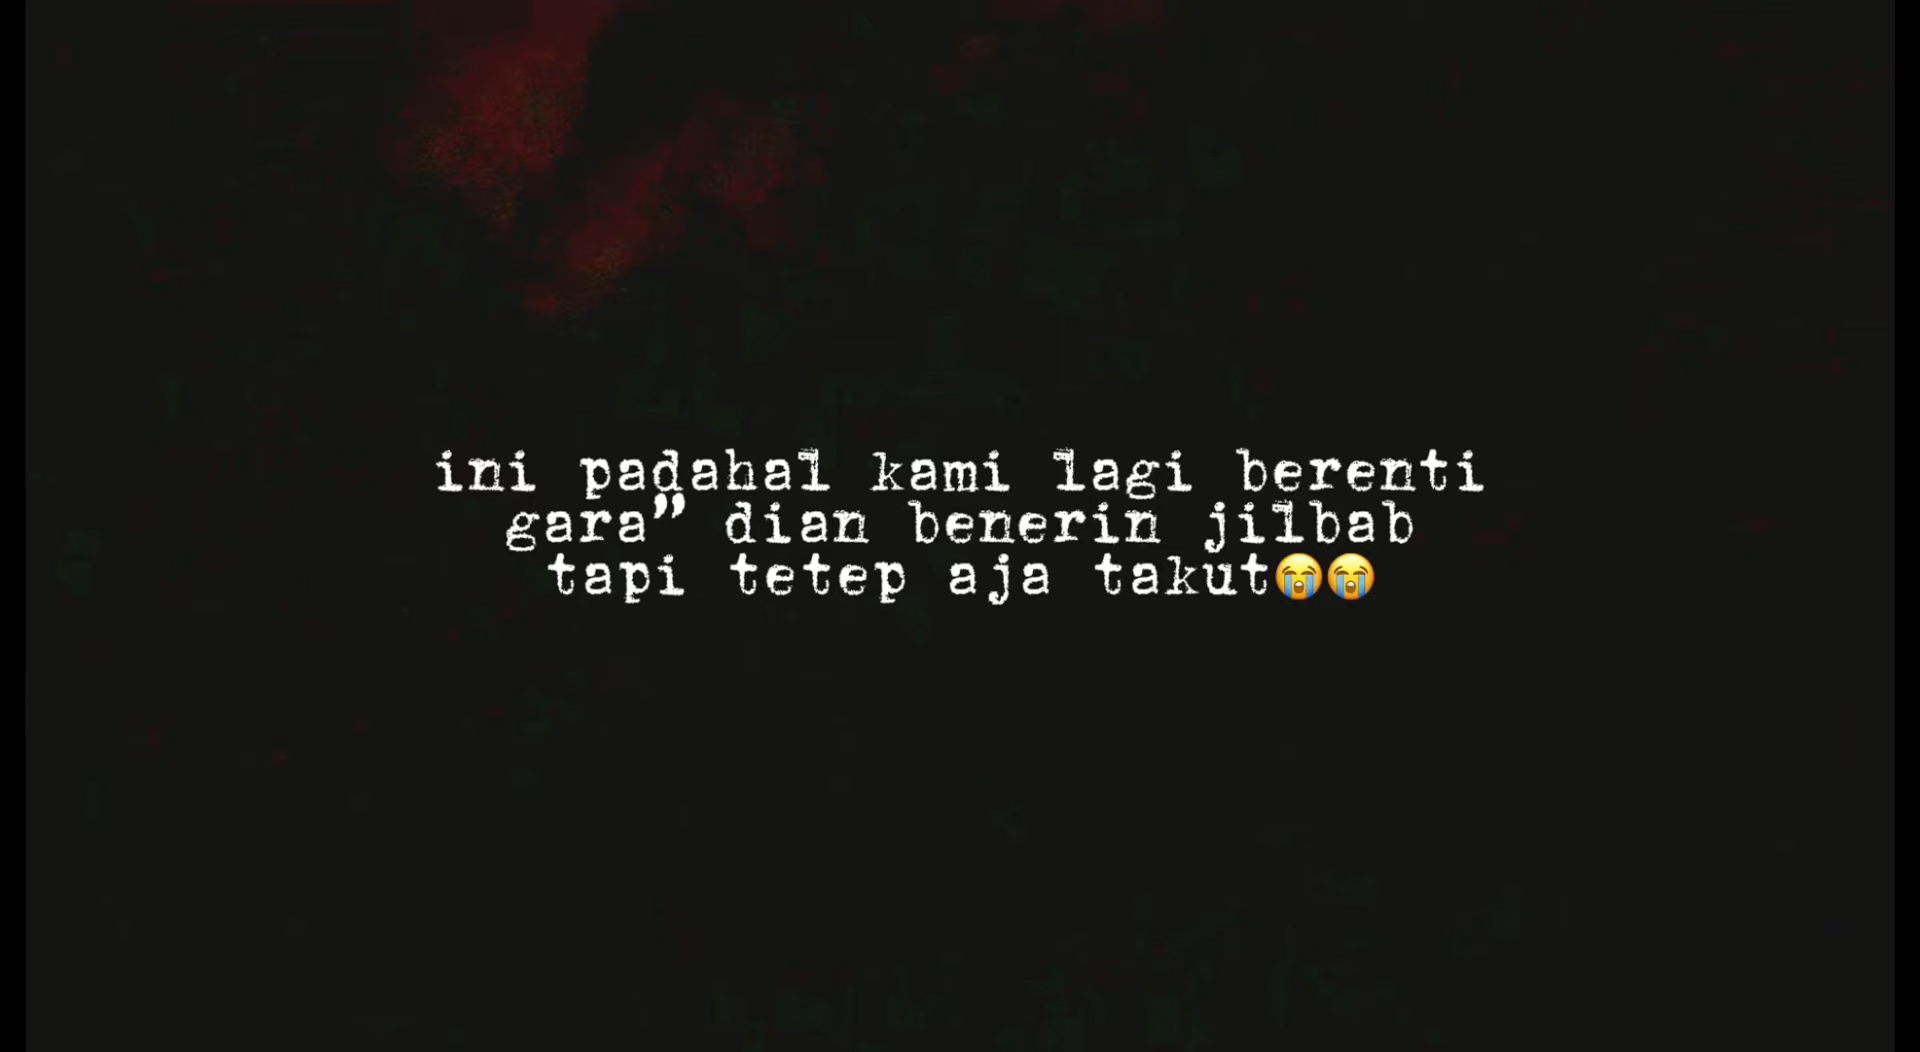 ini padahal kami lagi berenti
gara” dian benerin jilbab
tapi tetep aja takut😭😭